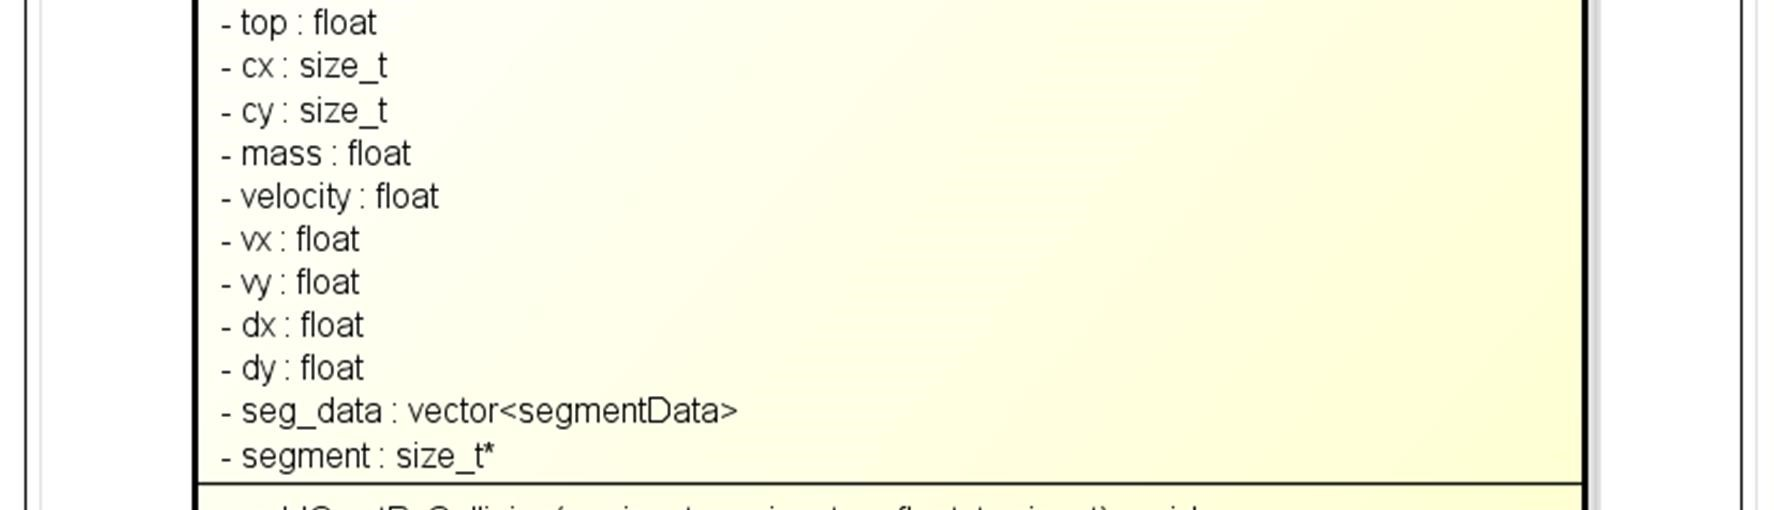 - top : float
- cx : size_t
- cy : size_t
- mass : float
- velocity : float
- vx : float
- vy : float
- dx : float
- dy : float
- seg_data : vector<segmentData>
- segment : size_t*